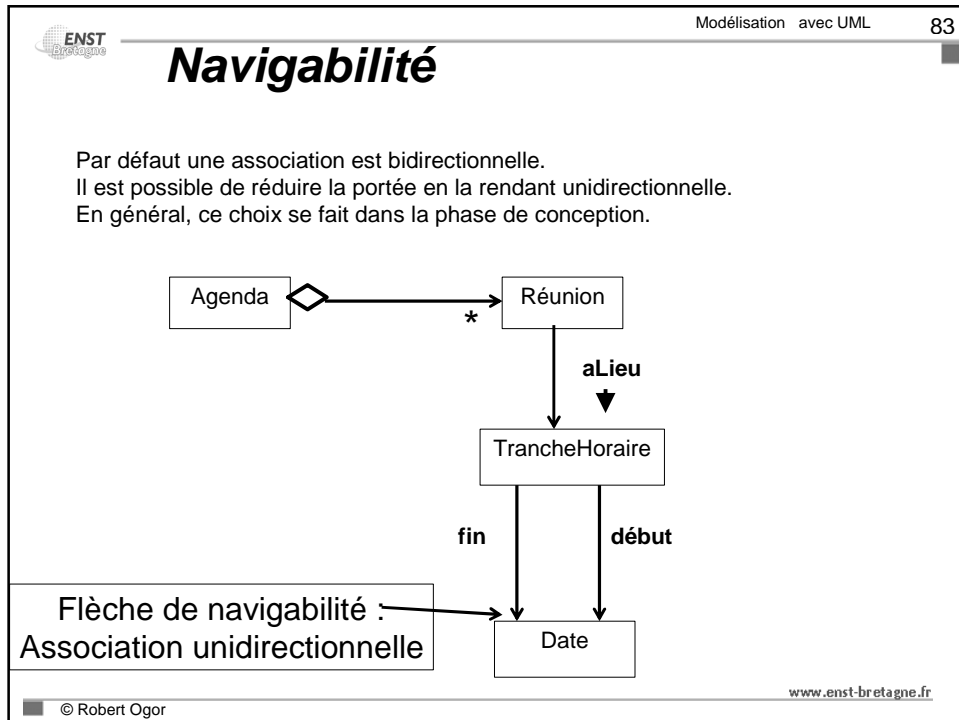 Modélisation avec UML 83
ENST
Bretagne
Navigabilité
Par défaut une association est bidirectionnelle.
Il est possible de réduire la portée en la rendant unidirectionnelle.
En général, ce choix se fait dans la phase de conception.
Agenda
Réunion
*
aLieu
TrancheHoraire
fin
début
Flèche de navigabilité :
Association unidirectionnelle
Date
www.enst-bretagne.fr
© Robert Ogor